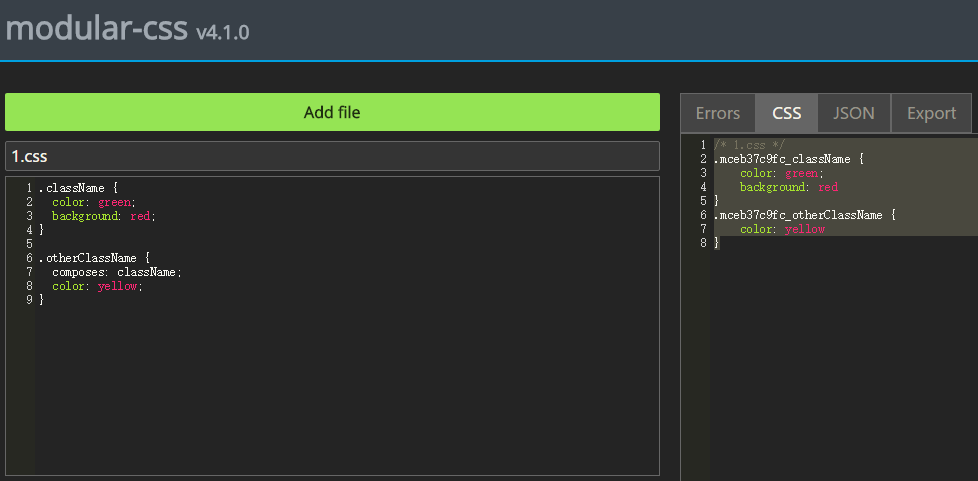 modular-css v4.1.0
Add file
1.css
1 .className {
2 color: green;
3 background: red;
4 }
5
6 .otherClassName {
7 composes: className;
8 color: yellow;
9 }
Errors CSS JSON Export
1 /* 1.css */
2 .mceb37c9fc_className {
3 color: green;
4 background: red
5 }
6 .mceb37c9fc_otherClassName {
7 color: yellow
8 }